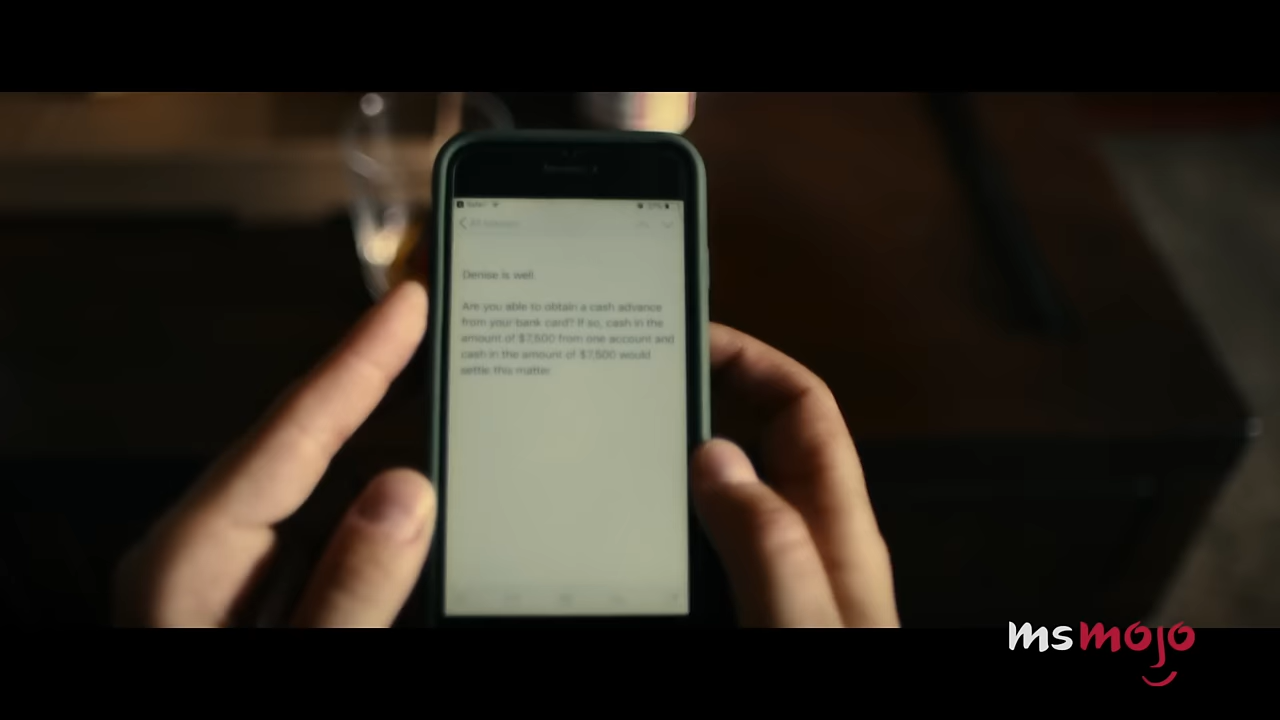 Denise is well
Are you able to obtain a cash advance
from your bank card? If so, cash in the
amount of $7,500 from one account and
cash in the amount of $7,500 would
settle this matter
msmojo